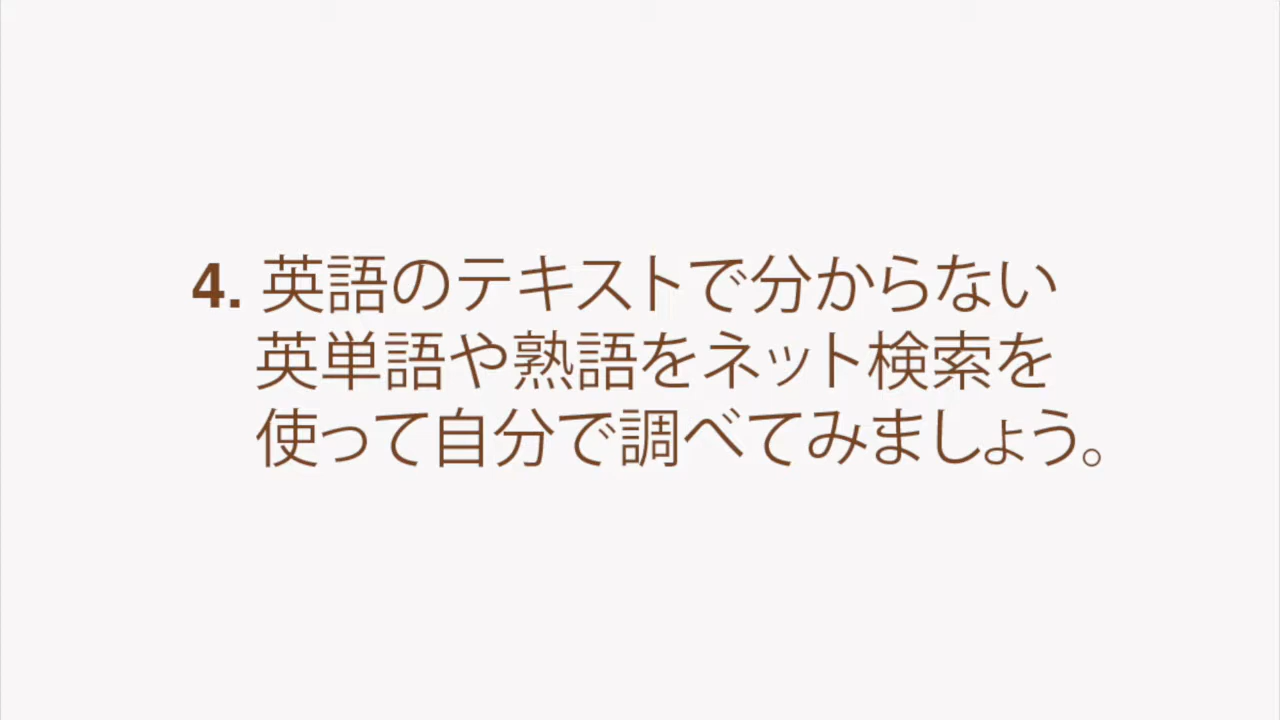 4. 英語のテキストで分からない
英単語や熟語をネット検索を
使って自分で調べてみましょう。